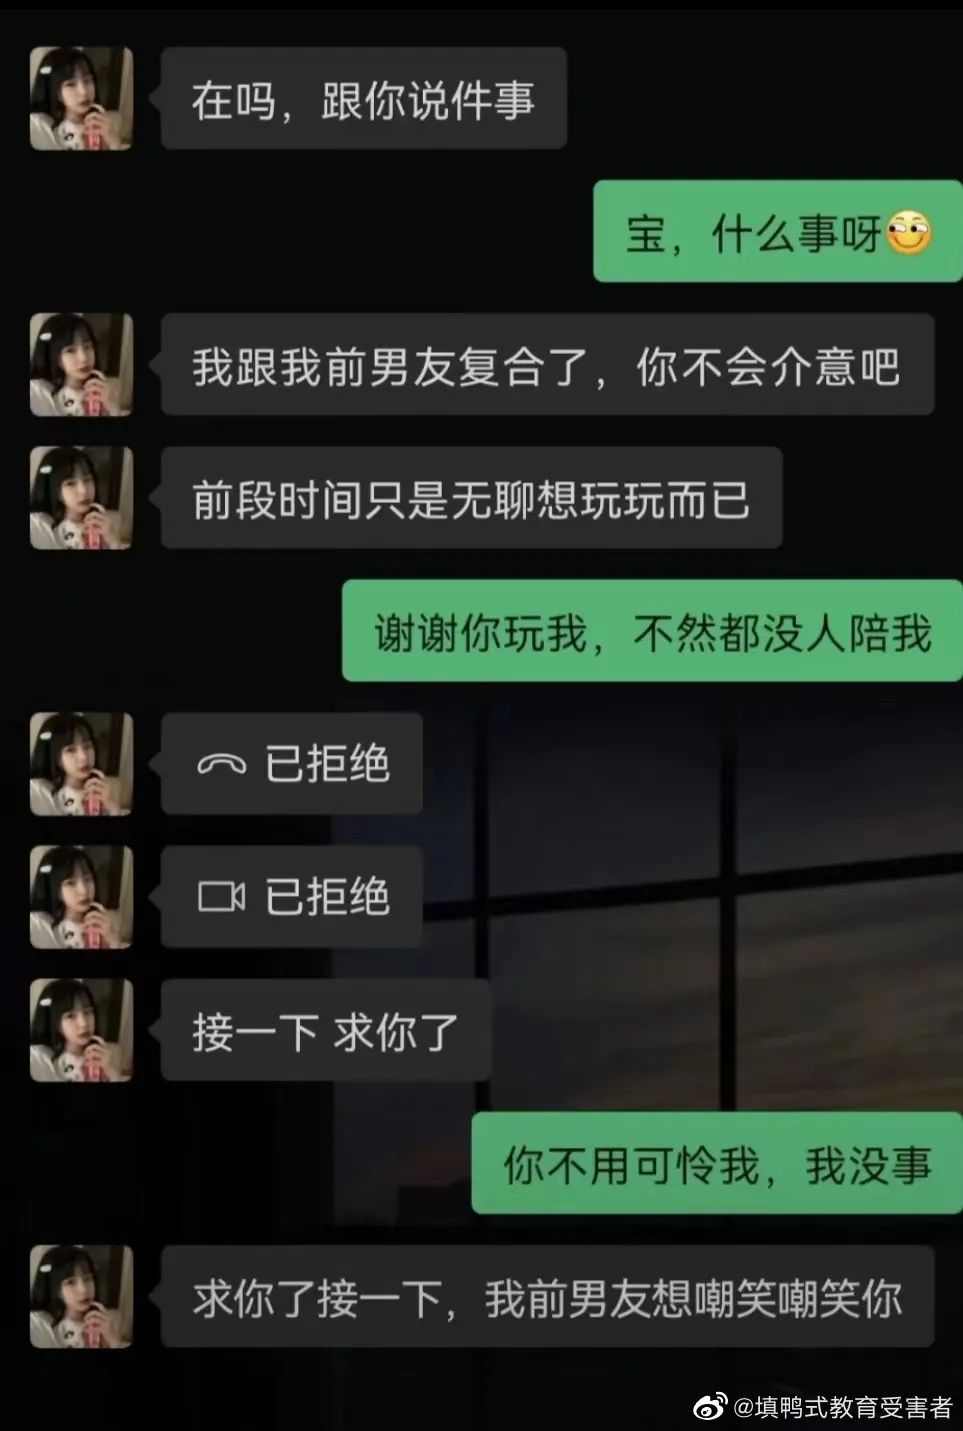 在吗，跟你说件事
宝，什么事呀
我跟我前男友复合了，你不会介意吧
前段时间只是无聊想玩玩而已
谢谢你玩我，不然都没人陪我
已拒绝
已拒绝
接一下 求你了
你不用可怜我，我没事
求你了接一下，我前男友想嘲笑嘲笑你
@填鸭式教育受害者